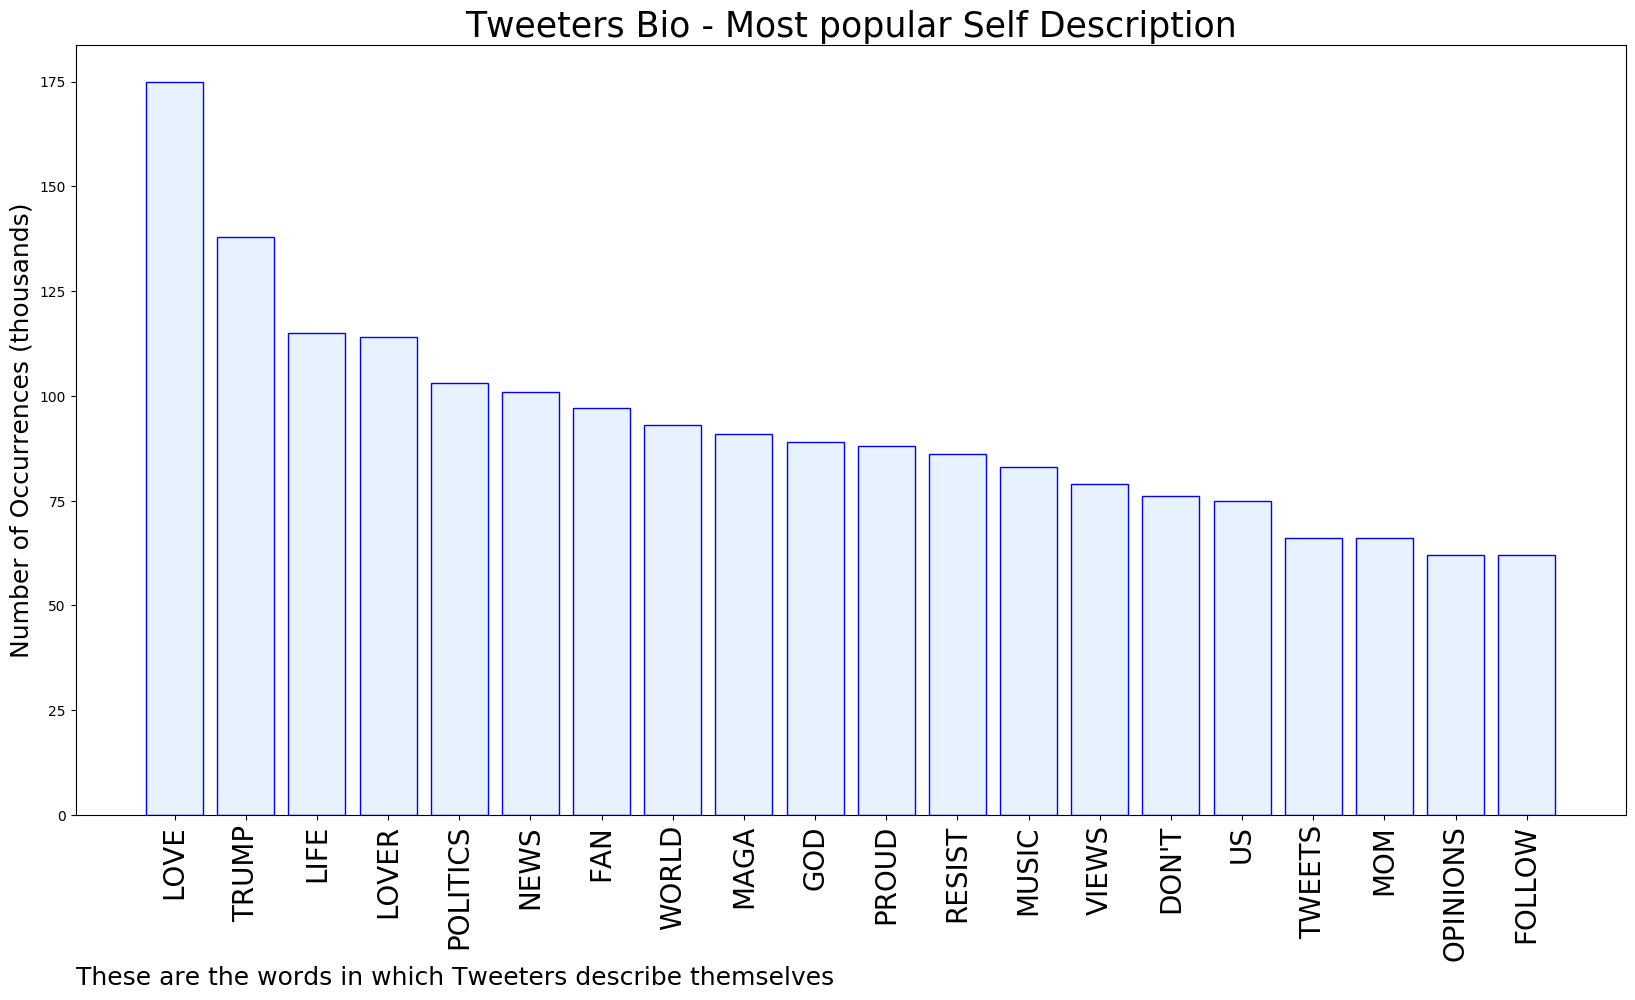 Tweeters Bio - Most popular Self Description
Number of Occurrences (thousands)
175
150
125
100
75
50
25
0
LOVE
TRUMP
LIFE
LOVER
POLITICS
NEWS
FAN
WORLD
MAGA
GOD
PROUD
RESIST
MUSIC
VIEWS
DON'T
US
TWEETS
MOM
OPINIONS
FOLLOW
These are the words in which Tweeters describe themselves